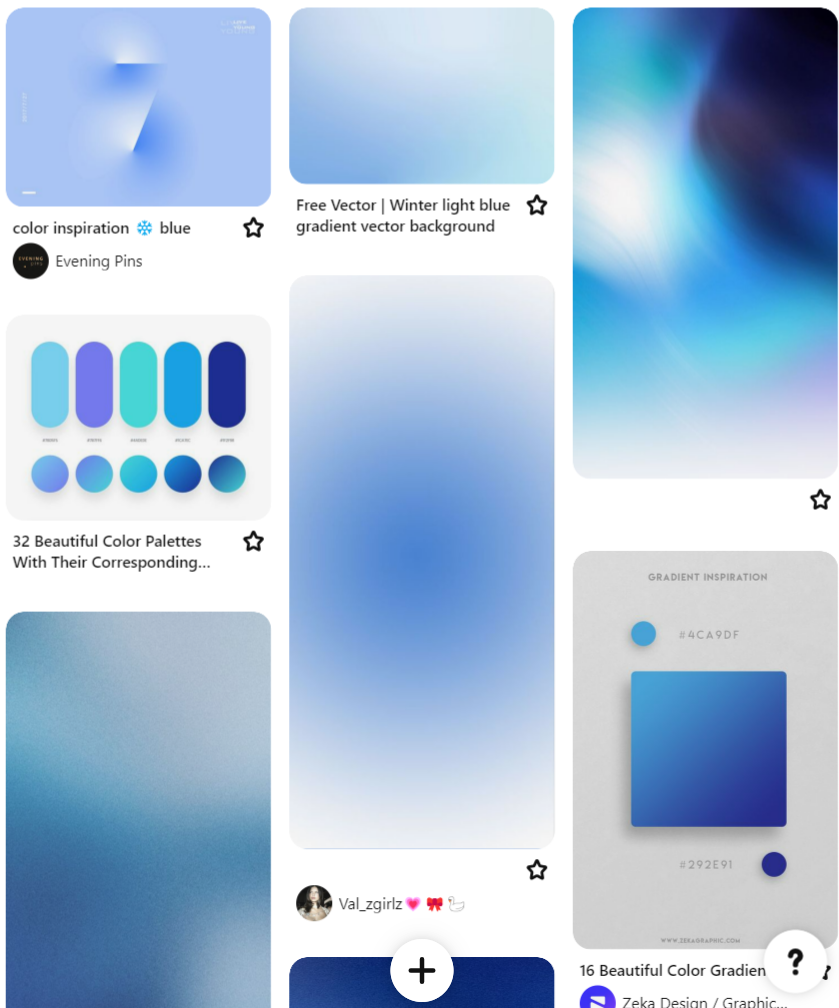 color inspiration ❄️ blue
Evening Pins
32 Beautiful Color Palettes
With Their Corresponding...
Free Vector | Winter light blue
gradient vector background
Val_zgirlz💗 🎀 🦢
GRADIENT INSPIRATION
#4CA9DF
#292E91
WWW.ZEKAGRAPHIC.COM
16 Beautiful Color Gradien
Zeka Design / Graphic...
+
?